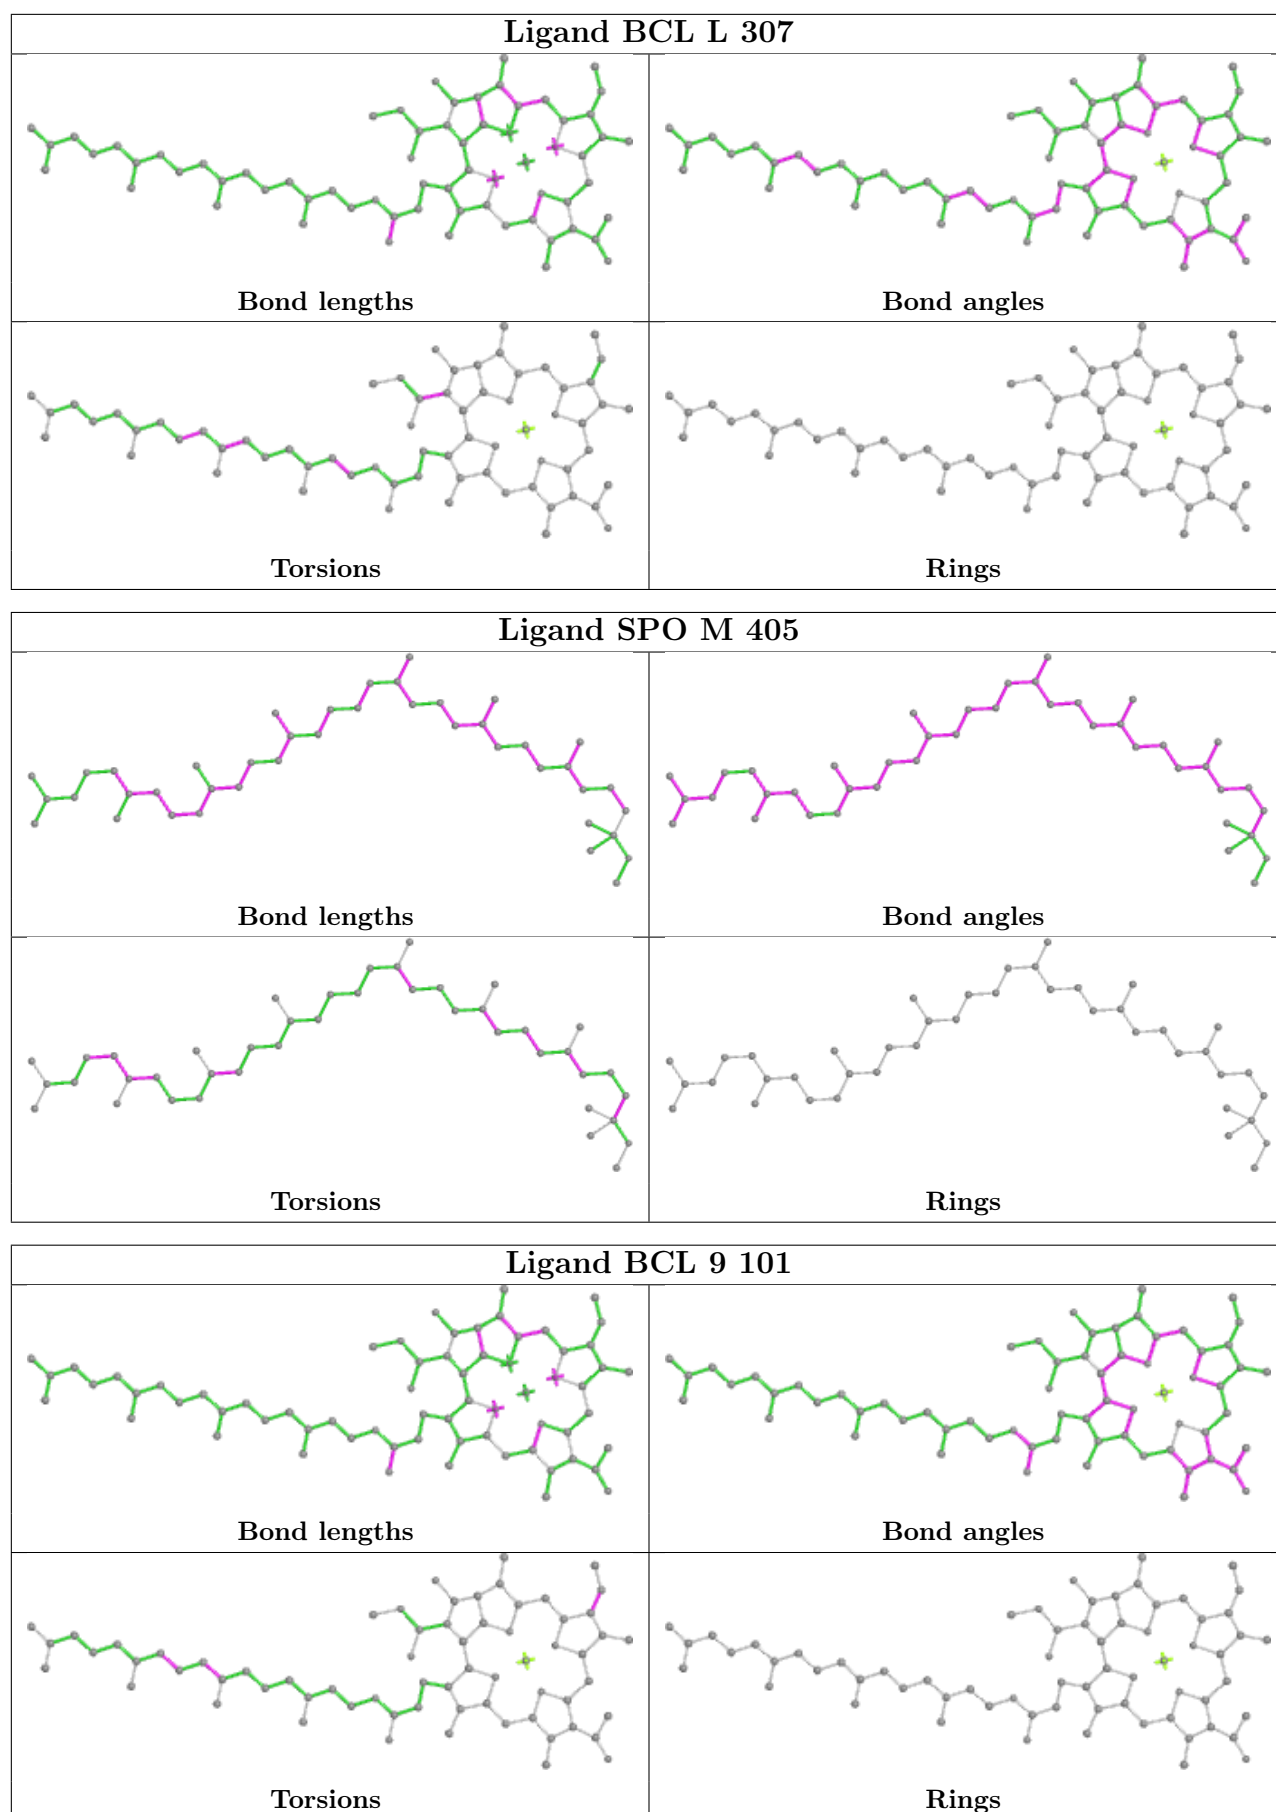 Ligand BCL L 307
Bond lengths
Bond angles
Torsions
Rings
Ligand SPO M 405
Bond lengths
Bond angles
Torsions
Rings
Ligand BCL 9 101
Bond lengths
Bond angles
Torsions
Rings